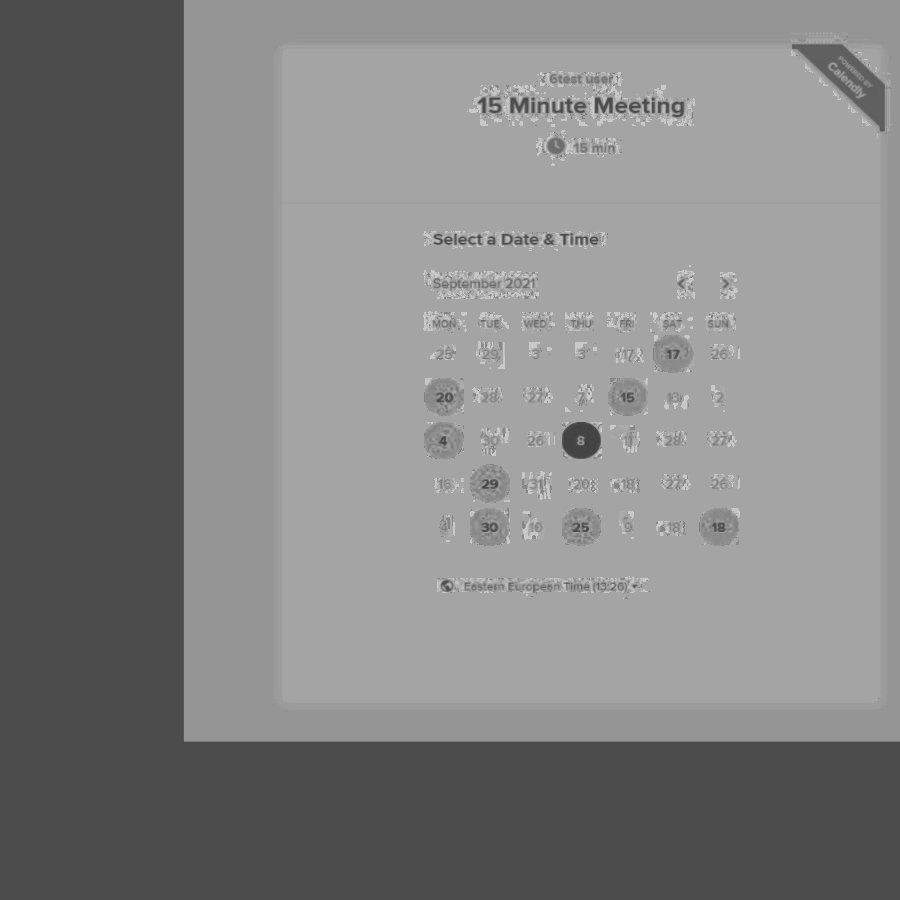 6test user
15 Minute Meeting
15 min
POWERED BY
Calendly
Select a Date & Time
September 2021
MON TUE WED THU FRI SAT SUN
25 29 3 3 17 17 26
20 28 27 7 15 13 2
4 30 26 8 11 28 27
16 29 31 20 18 27 26
4 30 10 25 9 18 18
Eastern European Time (13:26)